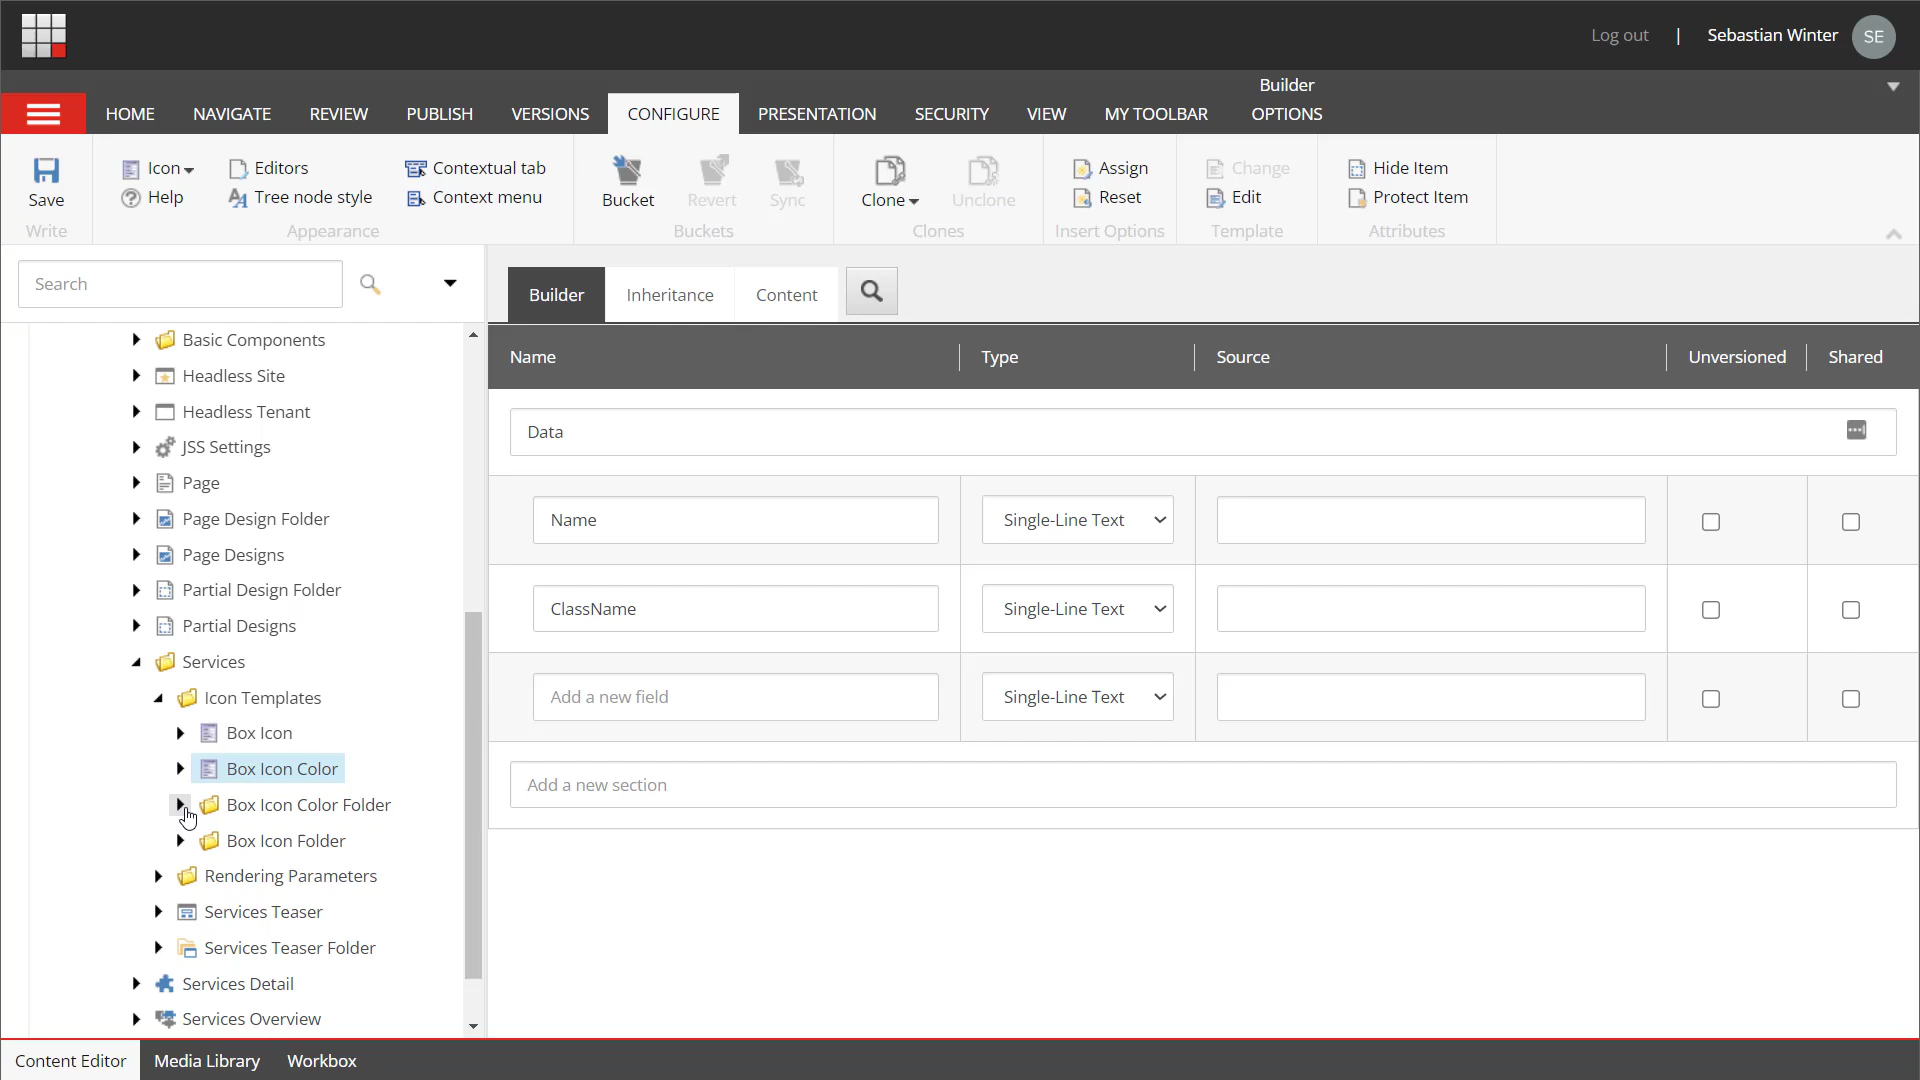 Log out | Sebastian Winter SE
Builder
HOME NAVIGATE REVIEW PUBLISH VERSIONS CONFIGURE PRESENTATION SECURITY VIEW MY TOOLBAR OPTIONS
Icon Editors Contextual tab Assign Change Hide Item
Save Help Tree node style Context menu Bucket Revert Sync Clone Unclone Reset Edit Protect Item
Write Appearance Buckets Clones Insert Options Template Attributes
Search
Builder Inheritance Content
Basic Components
Headless Site
Headless Tenant
JSS Settings
Page
Page Design Folder
Page Designs
Partial Design Folder
Partial Designs
Services
Icon Templates
Box Icon
Box Icon Color
Box Icon Color Folder
Box Icon Folder
Rendering Parameters
Services Teaser
Services Teaser Folder
Services Detail
Services Overview
Name Type Source Unversioned Shared
Data
Name Single-Line Text
ClassName Single-Line Text
Add a new field Single-Line Text
Add a new section
Content Editor Media Library Workbox